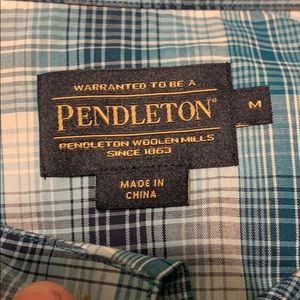 WARRANTED TO BE A
PENDLETON®
M
PENDLETON WOOLEN MILLS
SINCE 1863
MADE IN
CHINA